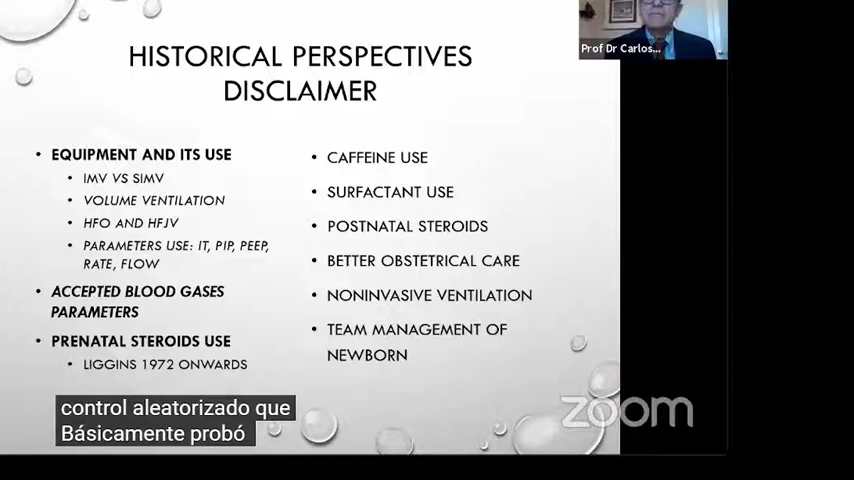 HISTORICAL PERSPECTIVES
DISCLAIMER
Prof Dr Carlos...
• EQUIPMENT AND ITS USE
• IMV VS SIMV
• VOLUME VENTILATION
• HFO AND HFJV
• PARAMETERS USE: IT, PIP, PEEP,
RATE, FLOW
• ACCEPTED BLOOD GASES
PARAMETERS
• PRENATAL STEROIDS USE
• LIGGINS 1972 ONWARDS
• CAFFEINE USE
• SURFACTANT USE
• POSTNATAL STEROIDS
• BETTER OBSTETRICAL CARE
• NONINVASIVE VENTILATION
• TEAM MANAGEMENT OF
NEWBORN
control aleatorizado que
Básicamente probó
zoom